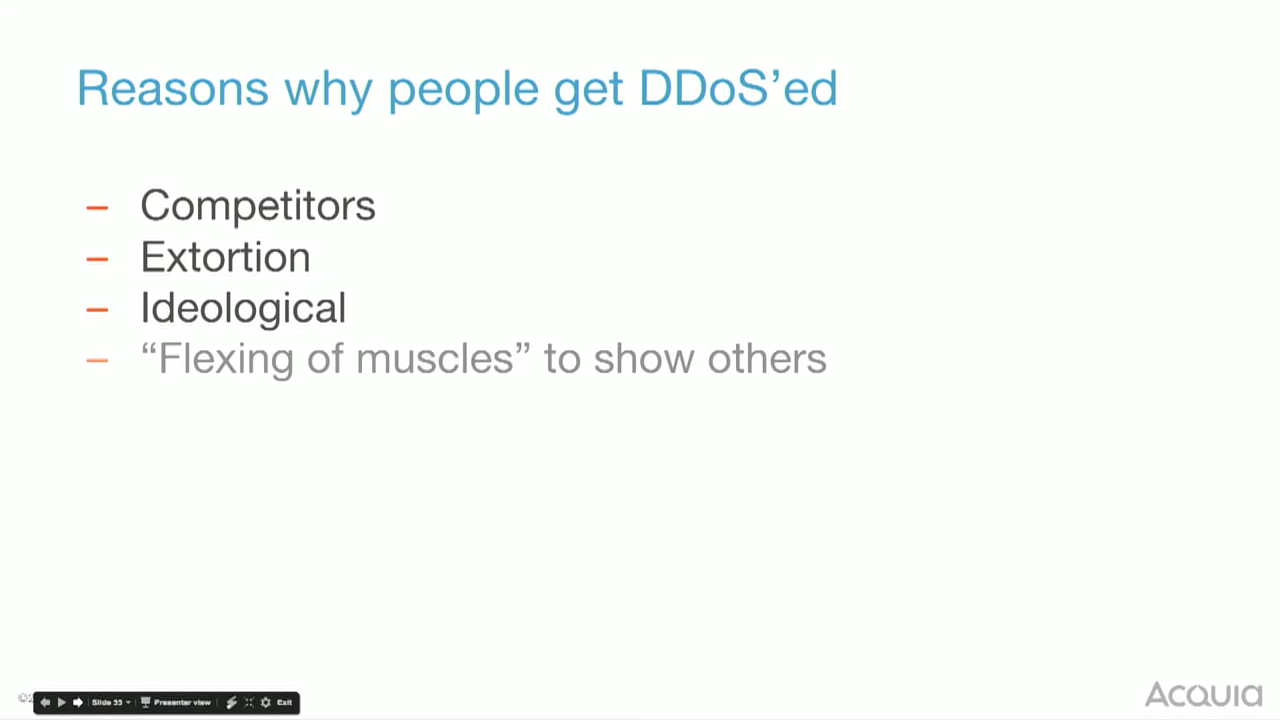 Reasons why people get DDoS’ed
– Competitors
– Extortion
– Ideological
– “Flexing of muscles” to show others
©
Slide 33 Presenter view Exit
Acquia